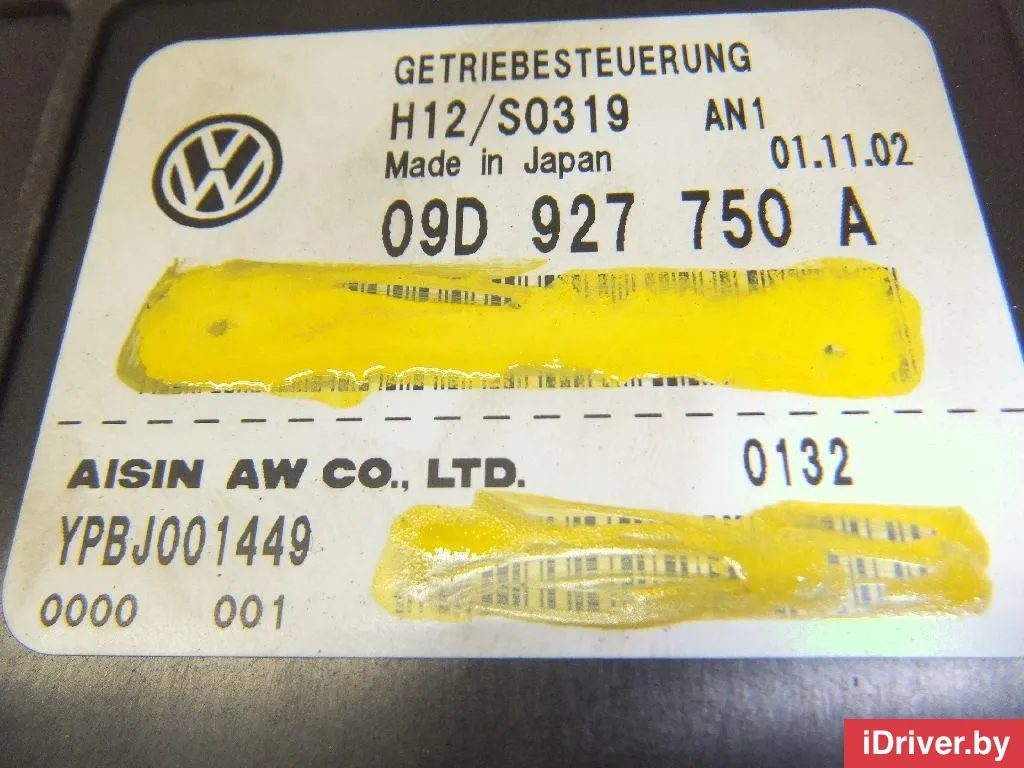 GETRIEBESTEUERUNG
H12/S0319 AN1
Made in Japan 01.11.02
09D 927 750 A
AISIN AW CO., LTD. 0132
YPBJ001449
0000 001
iDriver.by